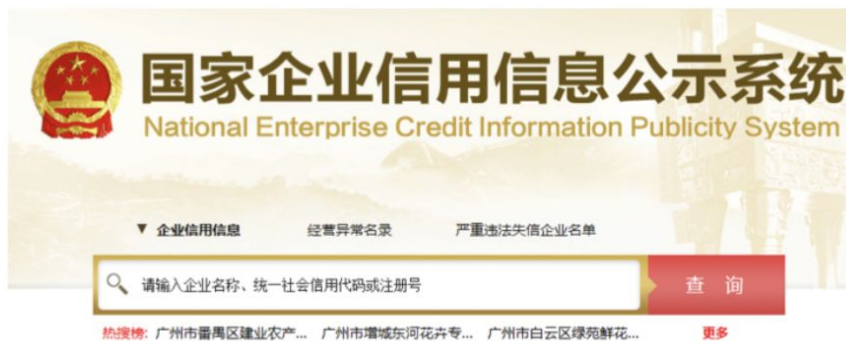 国家企业信用信息公示系统
National Enterprise Credit Information Publicity System
▼ 企业信用信息 经营异常名录 严重违法失信企业名单
请输入企业名称、统一社会信用代码或注册号 查 询
热搜榜: 广州市番禺区建业农产... 广州市增城东河花卉专... 广州市白云区绿苑鲜花... 更多